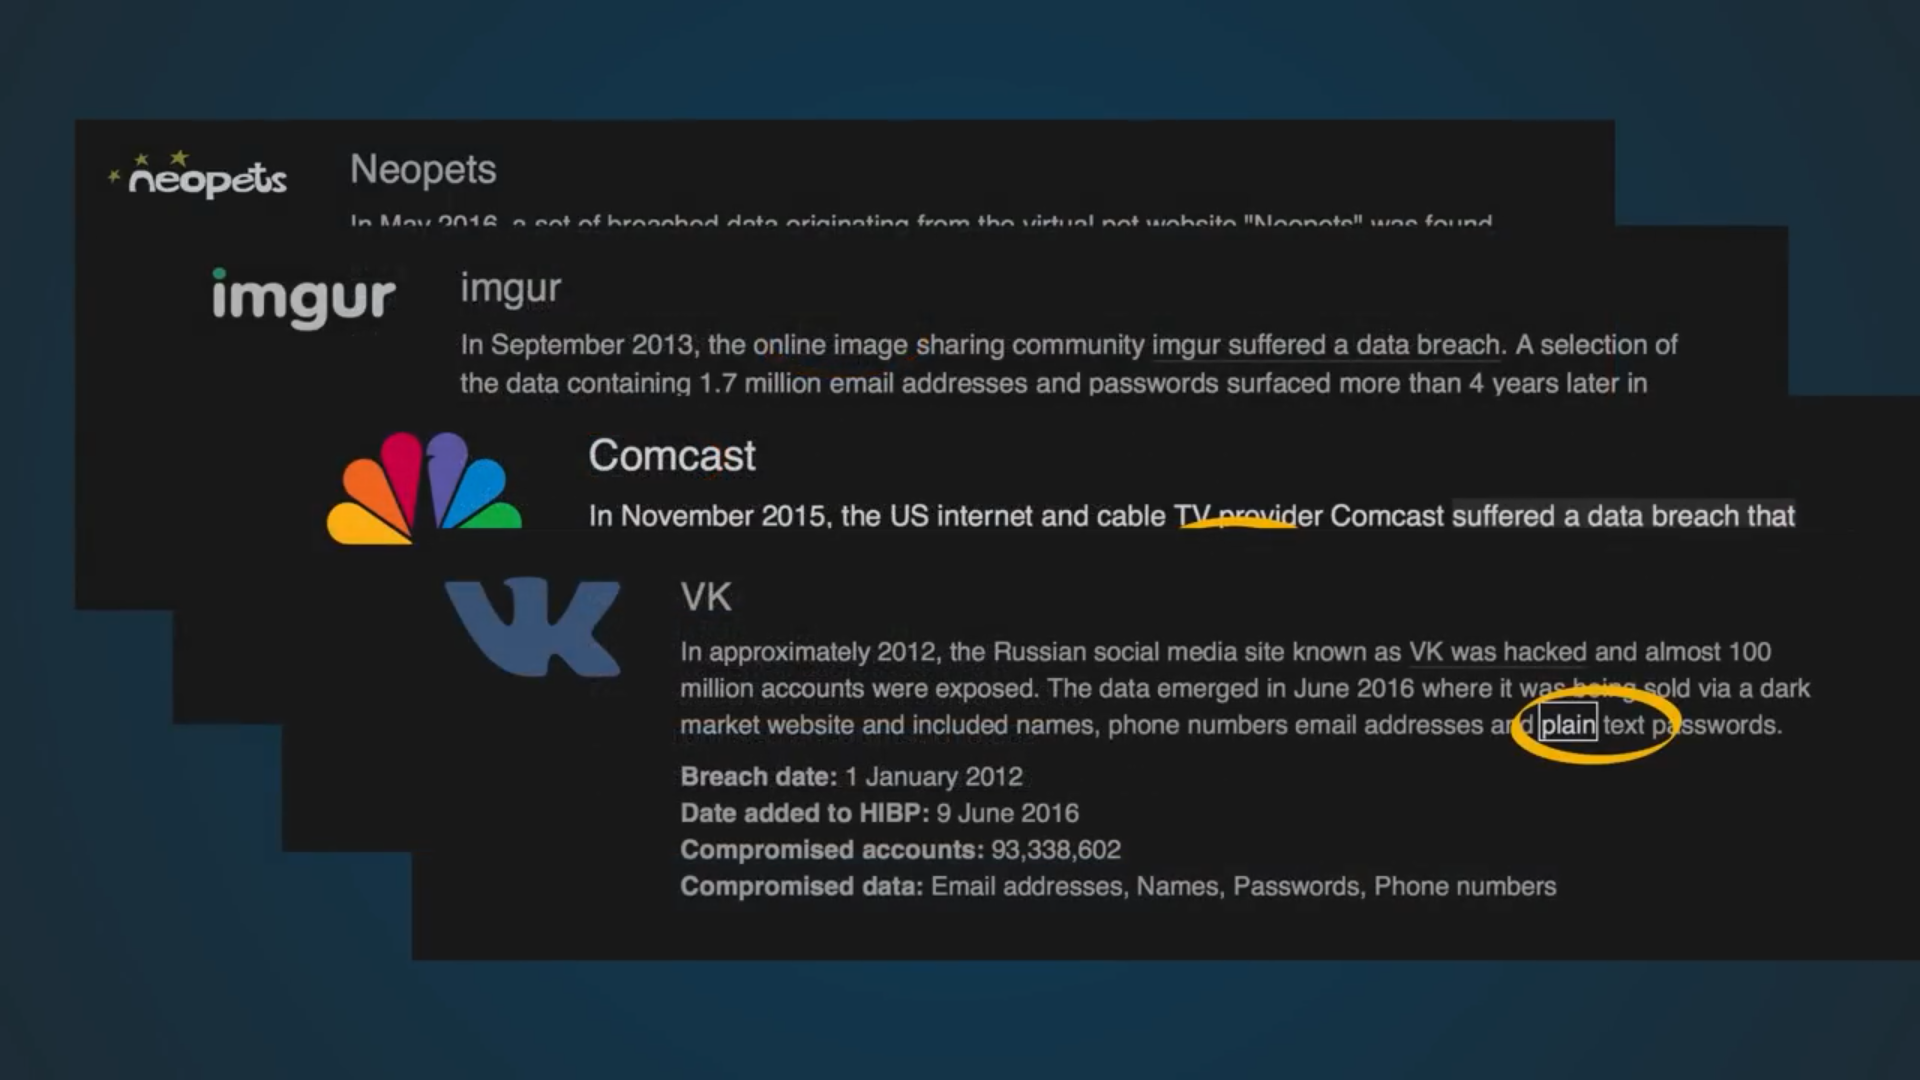 neopets
Neopets
In May 2016, a set of breached data originating from the virtual pet website "Neopets" was found
imgur
imgur
In September 2013, the online image sharing community imgur suffered a data breach. A selection of
the data containing 1.7 million email addresses and passwords surfaced more than 4 years later in
Comcast
In November 2015, the US internet and cable TV provider Comcast suffered a data breach that
VK
VK
In approximately 2012, the Russian social media site known as VK was hacked and almost 100
million accounts were exposed. The data emerged in June 2016 where it was being sold via a dark
market website and included names, phone numbers email addresses and plain text passwords.
Breach date: 1 January 2012
Date added to HIBP: 9 June 2016
Compromised accounts: 93,338,602
Compromised data: Email addresses, Names, Passwords, Phone numbers